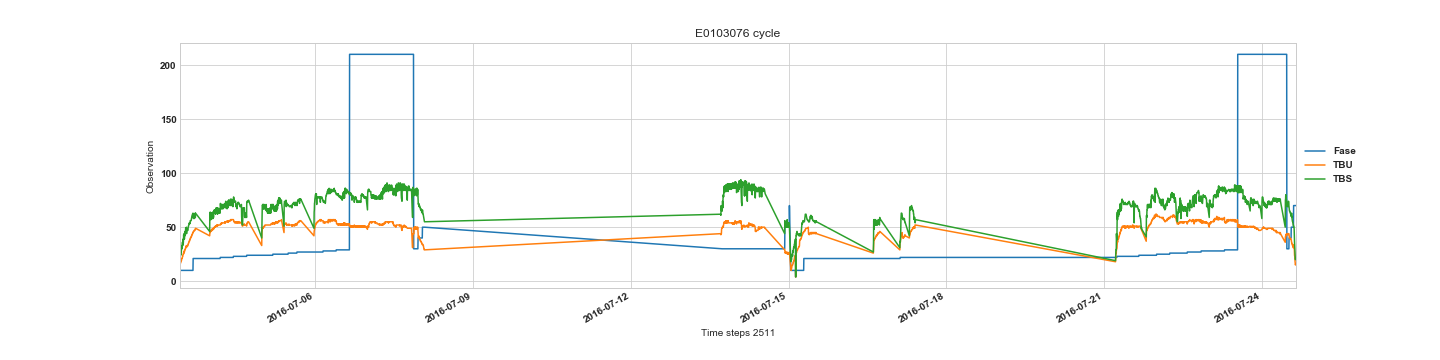 E0103076 cycle
Observation
200
150
100
50
0
2016-07-06
2016-07-09
2016-07-12
2016-07-15
2016-07-18
2016-07-21
2016-07-24
Time steps 2511
Fase
TBU
TBS